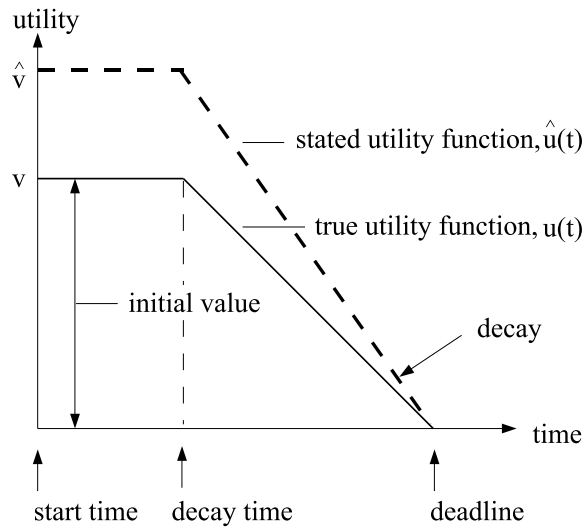 utility
v̂
stated utility function, û(t)
v
true utility function, u(t)
initial value
decay
time
start time
decay time
deadline